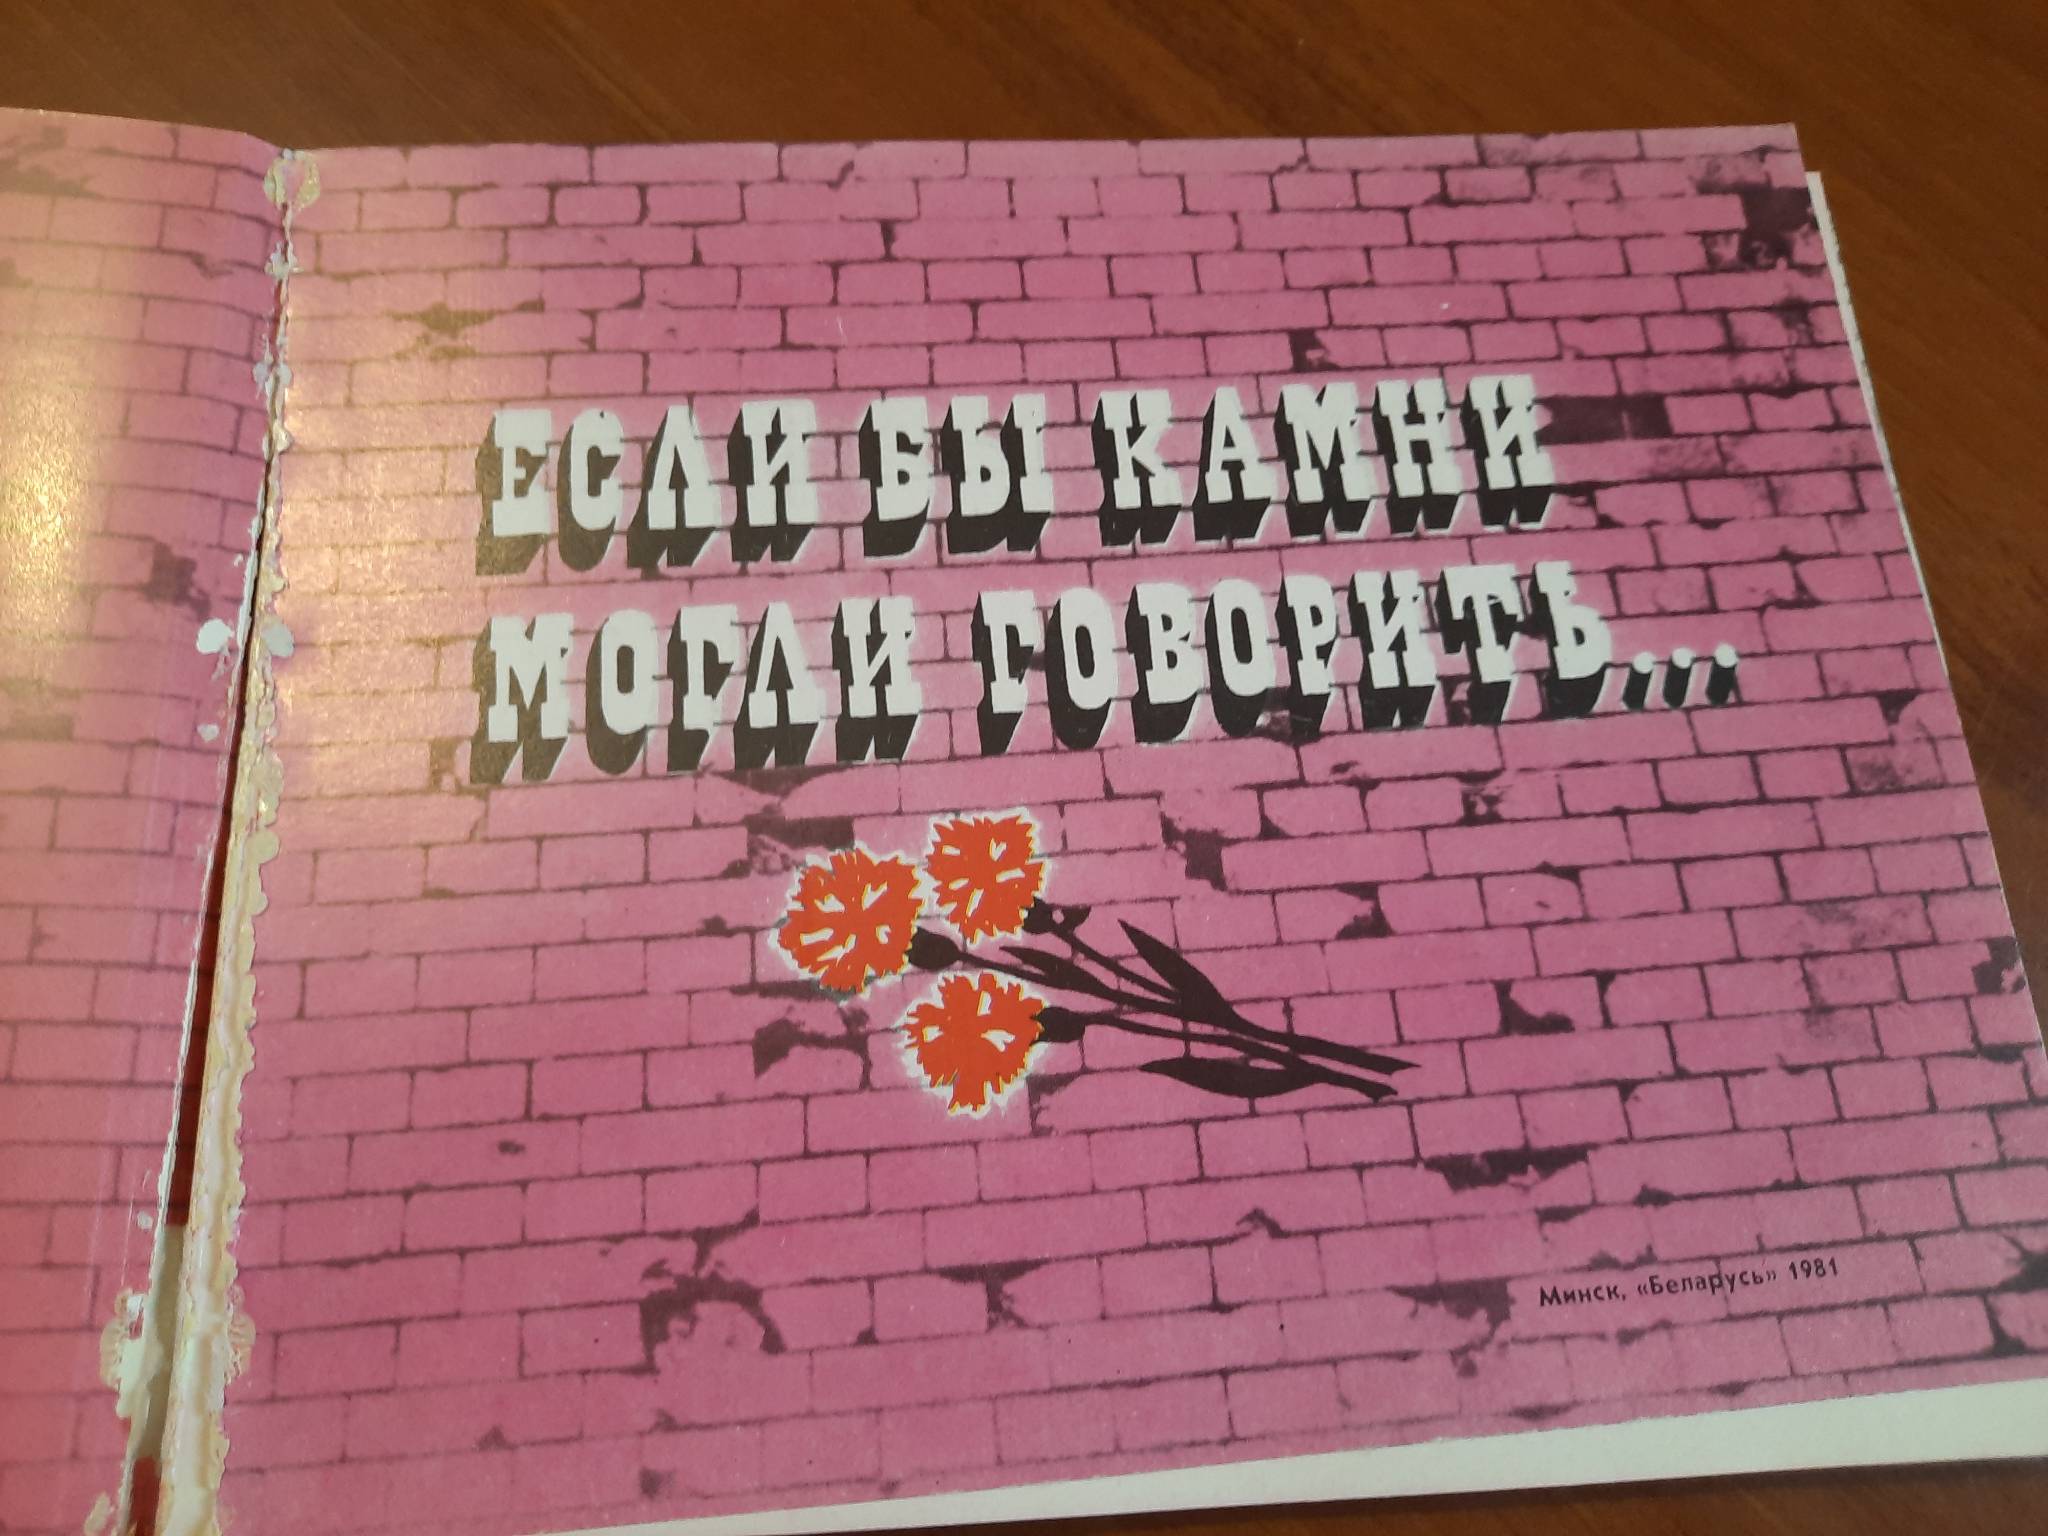 ЕСЛИ БЫ КАМНИ
МОГЛИ ГОВОРИТЬ...
Минск, «Беларусь» 1981